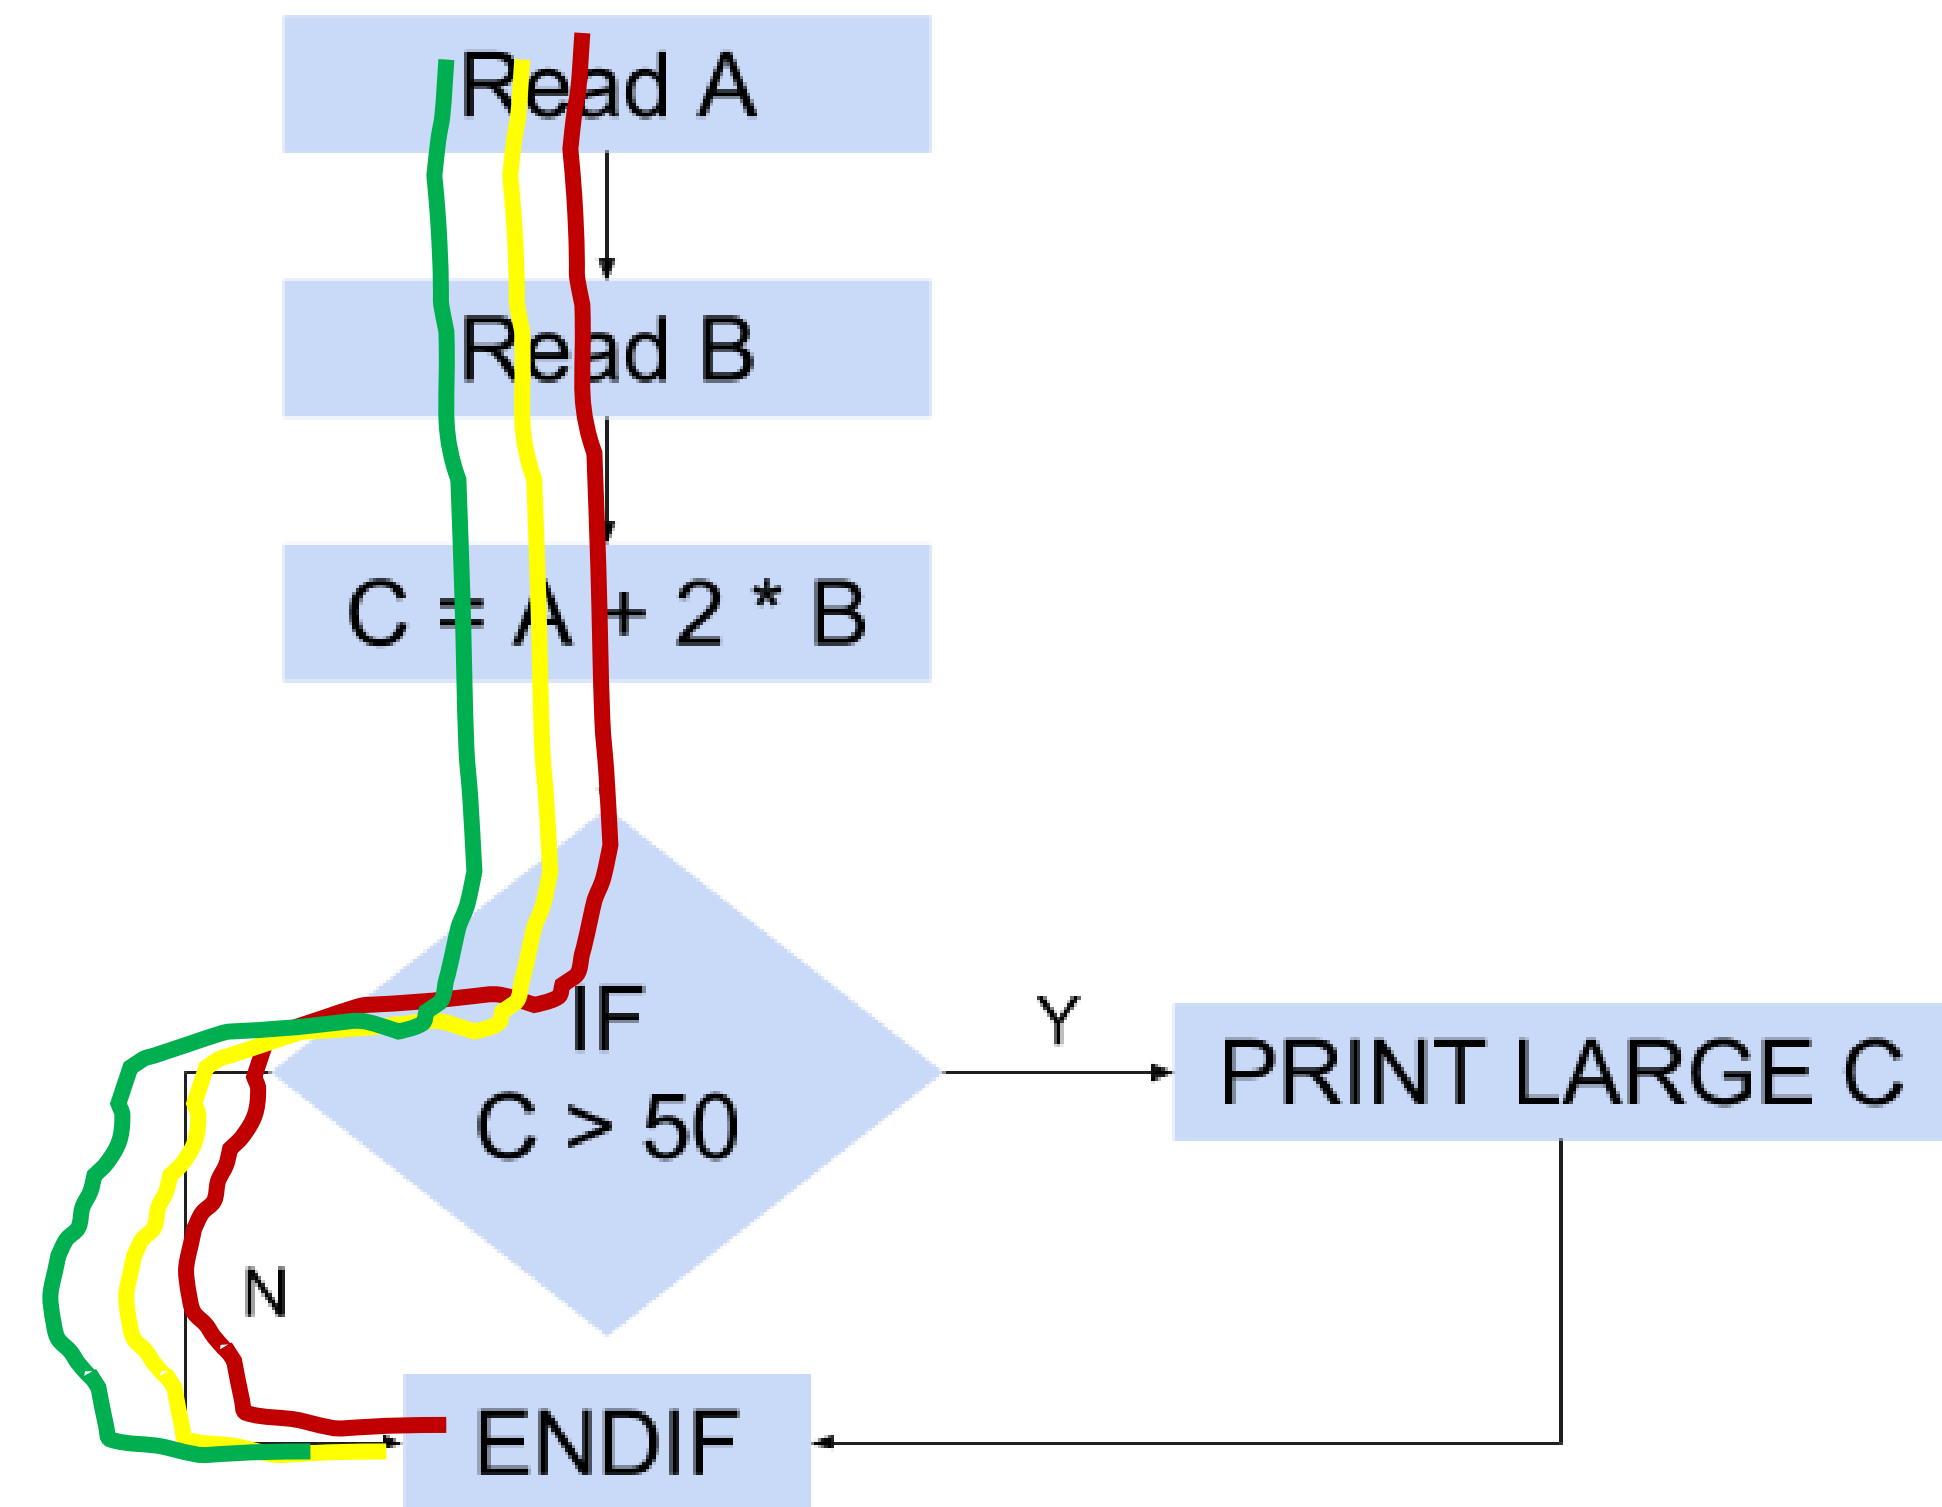 Read A
Read B
C = A + 2 * B
IF
C > 50
Y
PRINT LARGE C
N
ENDIF